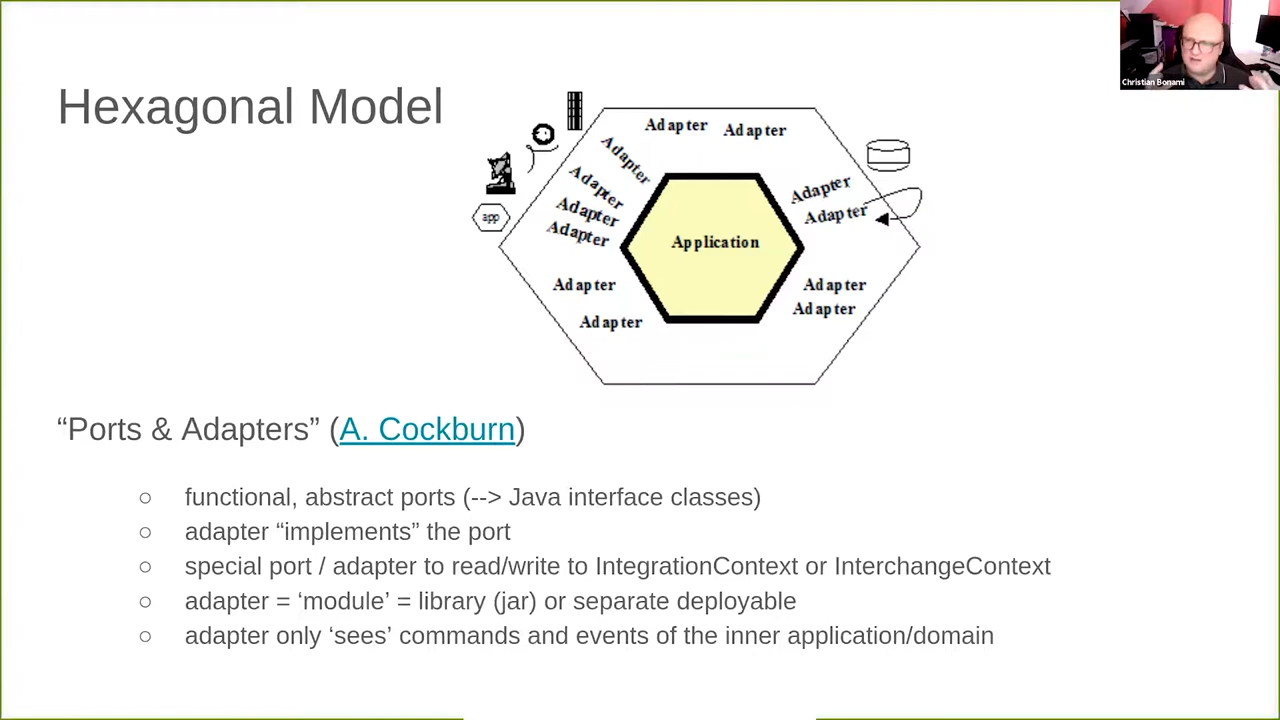 Christian Bonami
Hexagonal Model
Adapter Adapter
Adapter
Adapter
Adapter
Adapter
Adapter
Adapter
app
Application
Adapter
Adapter
Adapter
Adapter
“Ports & Adapters” (A. Cockburn)
○ functional, abstract ports (--> Java interface classes)
○ adapter “implements” the port
○ special port / adapter to read/write to IntegrationContext or InterchangeContext
○ adapter = ‘module’ = library (jar) or separate deployable
○ adapter only ‘sees’ commands and events of the inner application/domain